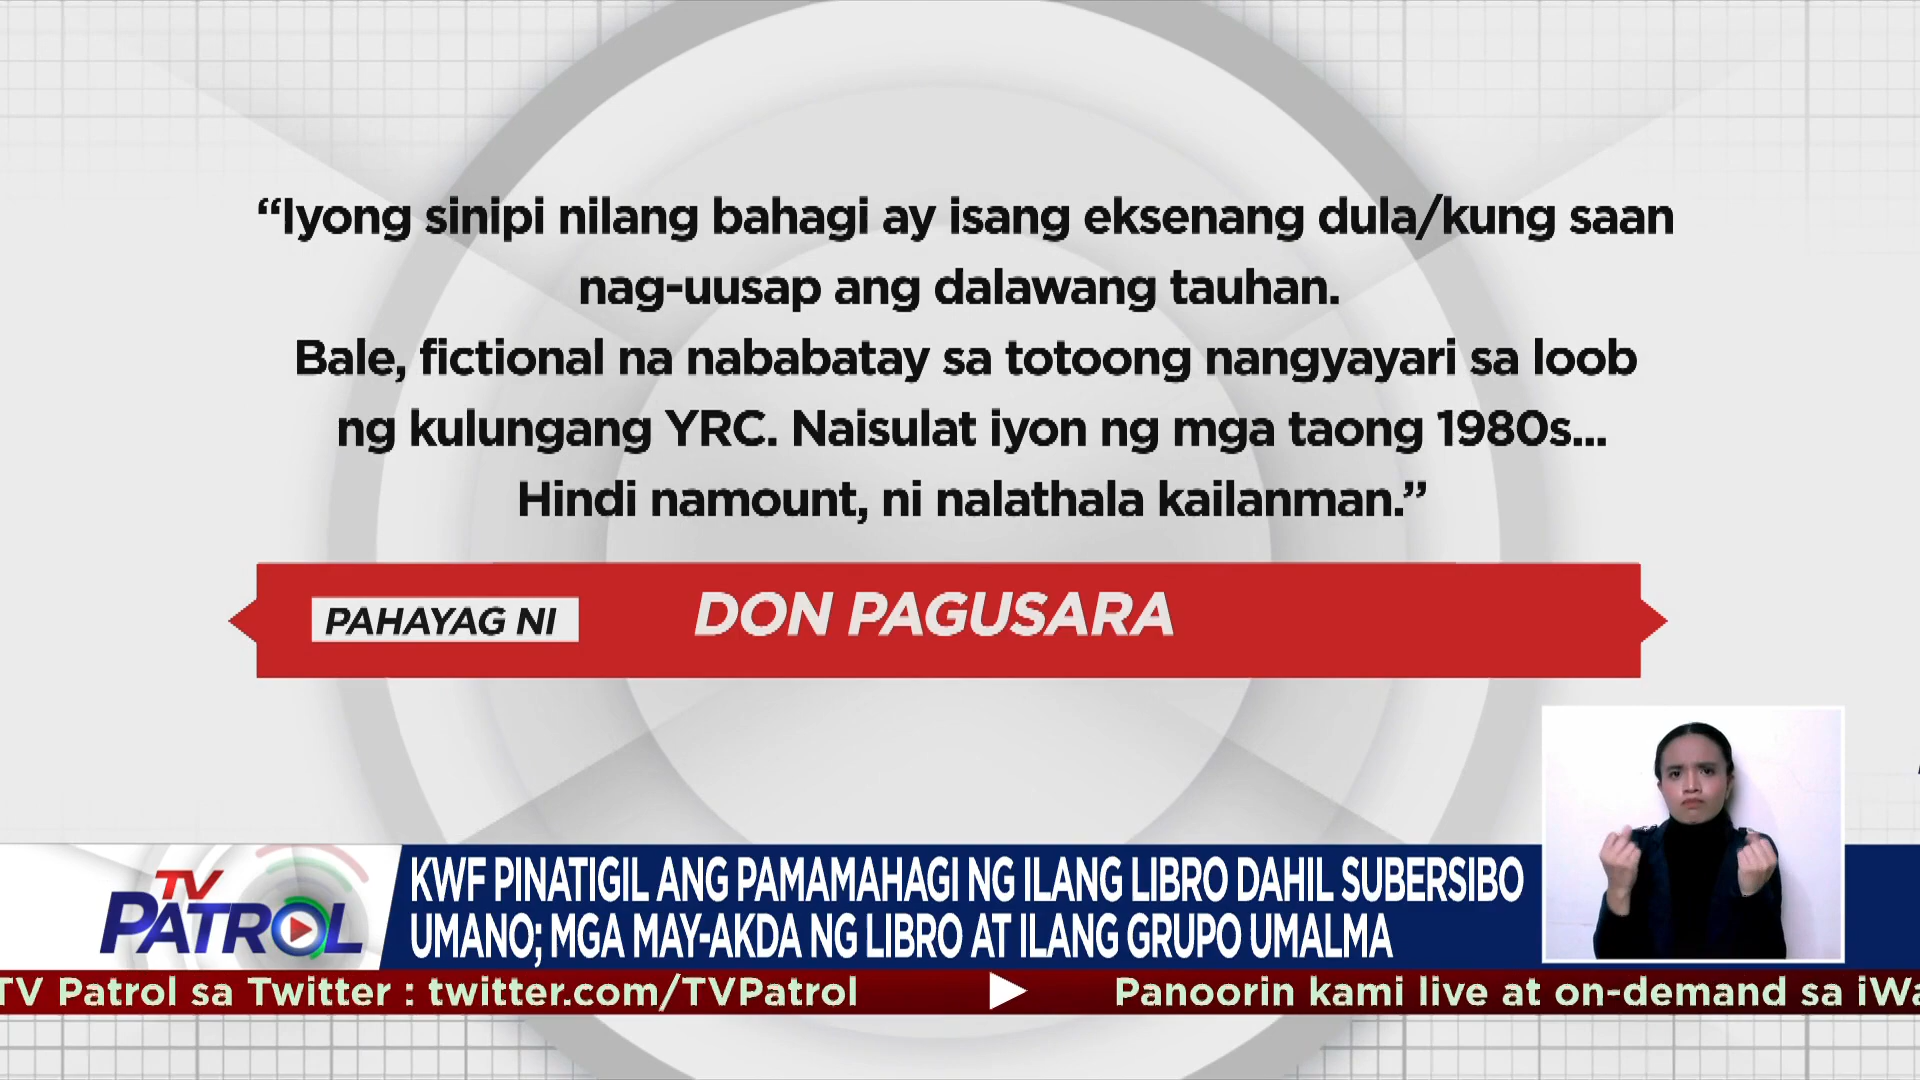 “Iyong sinipi nilang bahagi ay isang eksenang dula/kung saan
nag-uusap ang dalawang tauhan.
Bale, fictional na nababatay sa totoong nangyayari sa loob
ng kulungang YRC. Naisulat iyon ng mga taong 1980s...
Hindi namount, ni nalathala kailanman.”
PAHAYAG NI
DON PAGUSARA
TV
PATROL
KWF PINATIGIL ANG PAMAMAHAGI NG ILANG LIBRO DAHIL SUBERSIBO
UMANO; MGA MAY-AKDA NG LIBRO AT ILANG GRUPO UMALMA
TV Patrol sa Twitter : twitter.com/TVPatrol
Panoorin kami live at on-demand sa